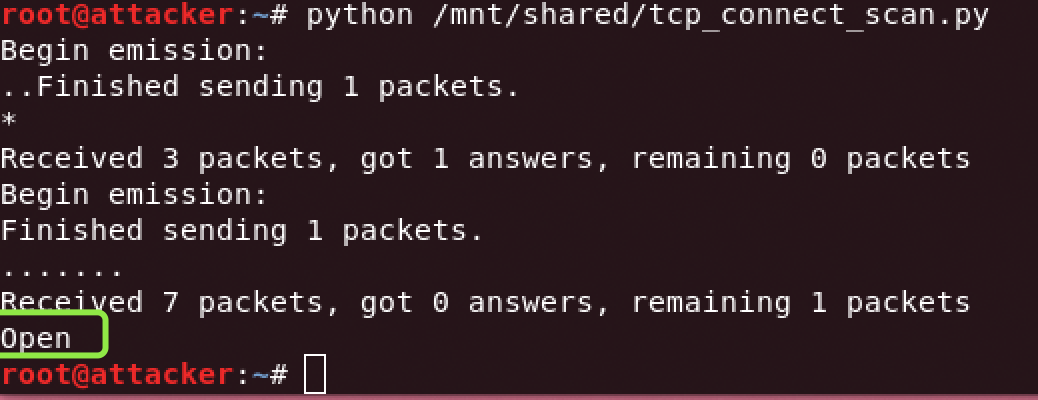 root@attacker:~# python /mnt/shared/tcp_connect_scan.py
Begin emission:
..Finished sending 1 packets.
*
Received 3 packets, got 1 answers, remaining 0 packets
Begin emission:
Finished sending 1 packets.
.......
Received 7 packets, got 0 answers, remaining 1 packets
Open
root@attacker:~#